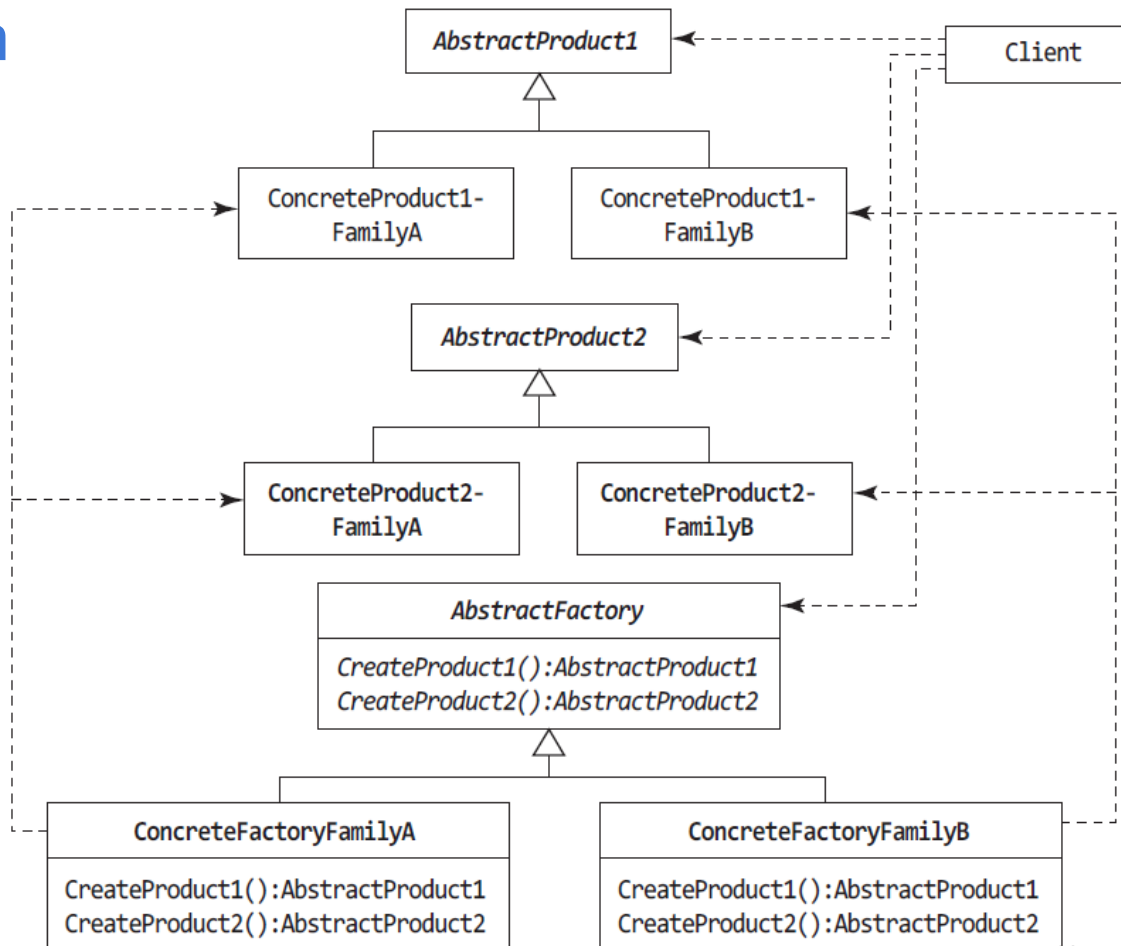 n
AbstractProduct1
Client
ConcreteProduct1-
FamilyA
ConcreteProduct1-
FamilyB
AbstractProduct2
ConcreteProduct2-
FamilyA
ConcreteProduct2-
FamilyB
AbstractFactory
CreateProduct1():AbstractProduct1
CreateProduct2():AbstractProduct2
ConcreteFactoryFamilyA
CreateProduct1():AbstractProduct1
CreateProduct2():AbstractProduct2
ConcreteFactoryFamilyB
CreateProduct1():AbstractProduct1
CreateProduct2():AbstractProduct2